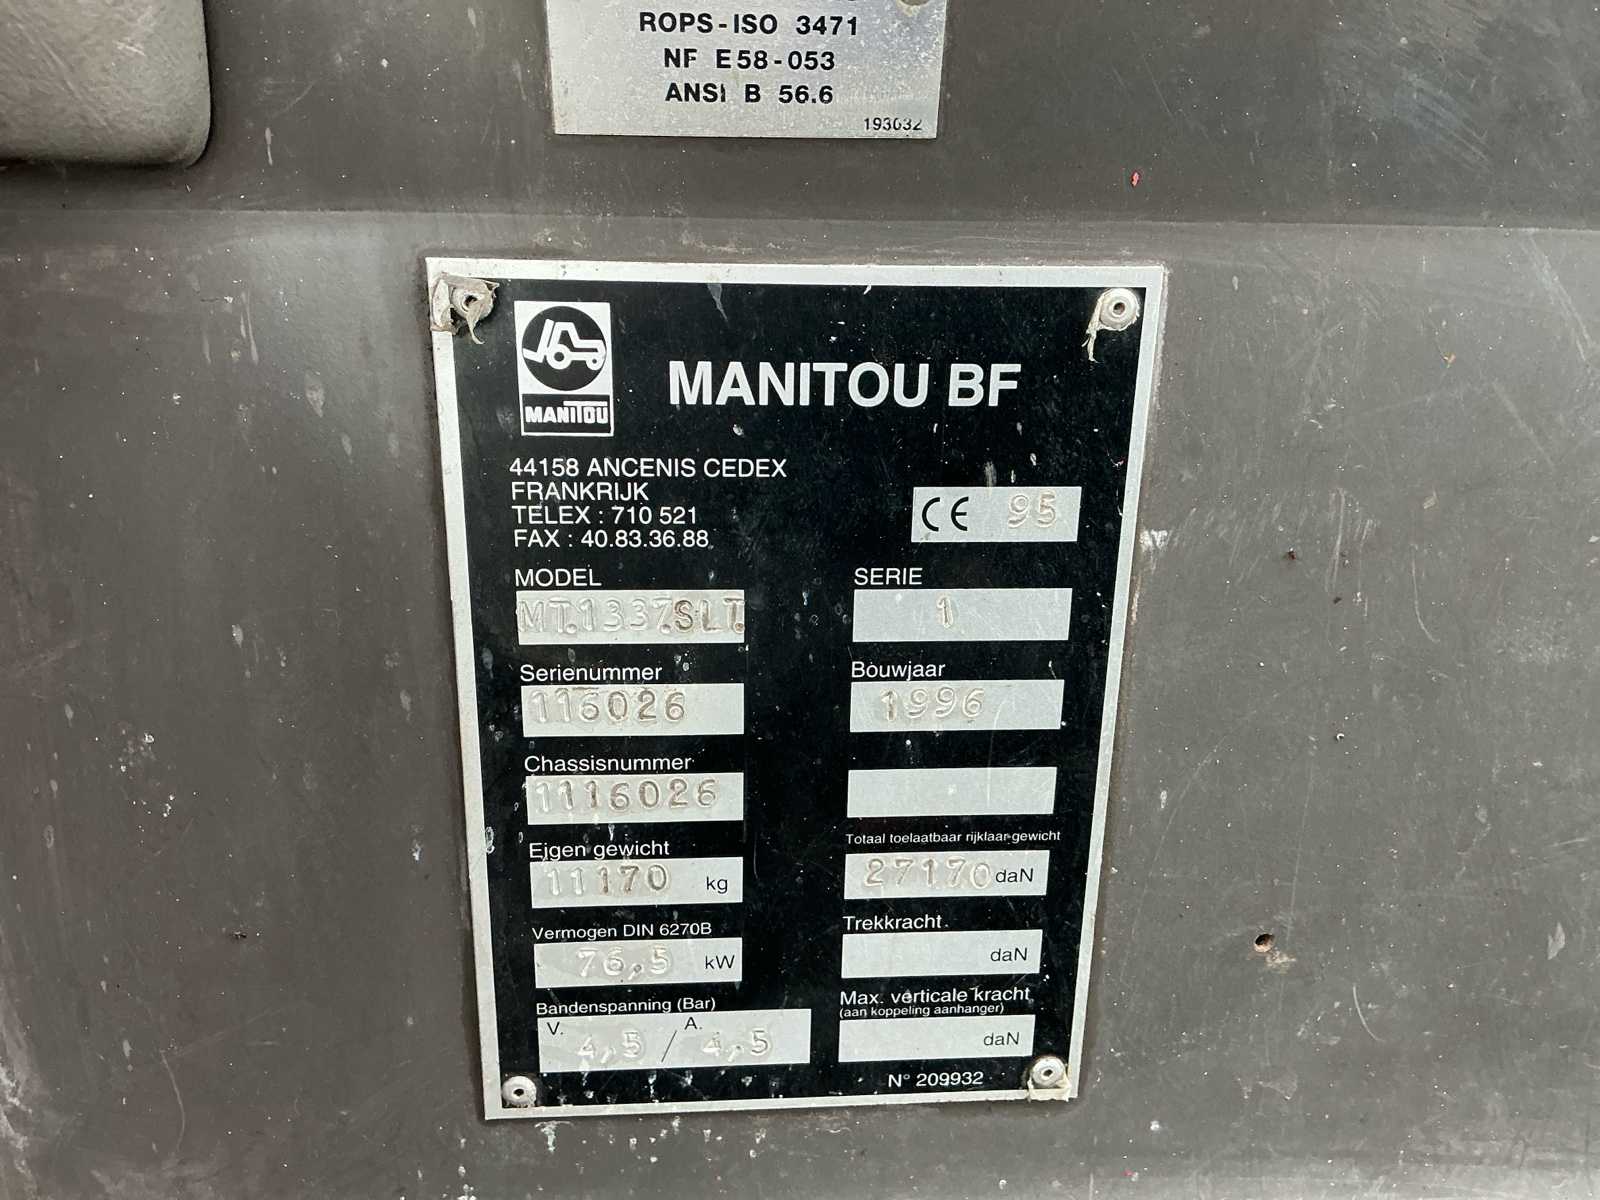 ROPS-ISO 3471
NF E58-053
ANSI B 56.6
193032
MANITOU
MANITOU BF
44158 ANCENIS CEDEX
FRANKRIJK
TELEX : 710 521
FAX : 40.83.36.88
CE 95
MODEL
MT.1337.SLT.
SERIE
1
Serienummer
116026
Bouwjaar
1996
Chassisnummer
1116026
Eigen gewicht
11170 kg
Totaal toelaatbaar rijklaar-gewicht
27170 daN
Vermogen DIN 6270B
76,5 kW
Trekkracht
daN
Bandenspanning (Bar)
V. 4,5 / A. 4,5
Max. verticale kracht
(aan koppeling aanhanger)
daN
N° 209932